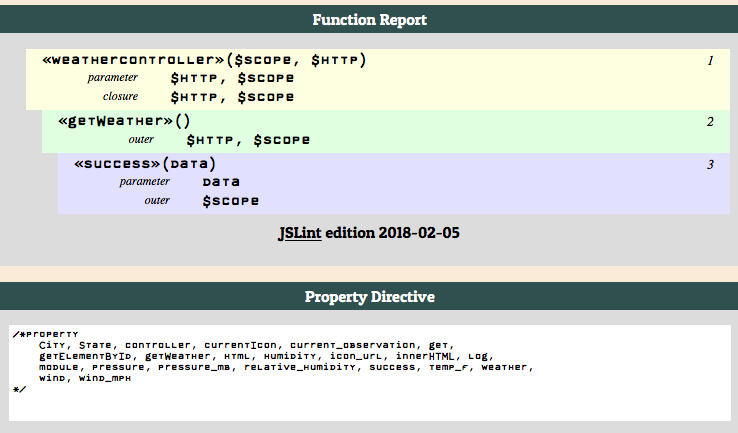 Function Report
«weathercontroller»($scope, $http) 1
parameter $http, $scope
closure $http, $scope
«getWeather»() 2
outer $http, $scope
«success»(data) 3
parameter data
outer $scope
JSLint edition 2018-02-05
Property Directive
/*property
City, State, controller, currentIcon, current_observation, get,
getElementById, getWeather, html, humidity, icon_url, innerHTML, log,
module, pressure, pressure_mb, relative_humidity, success, temp_f, weather,
wind, wind_mph
*/